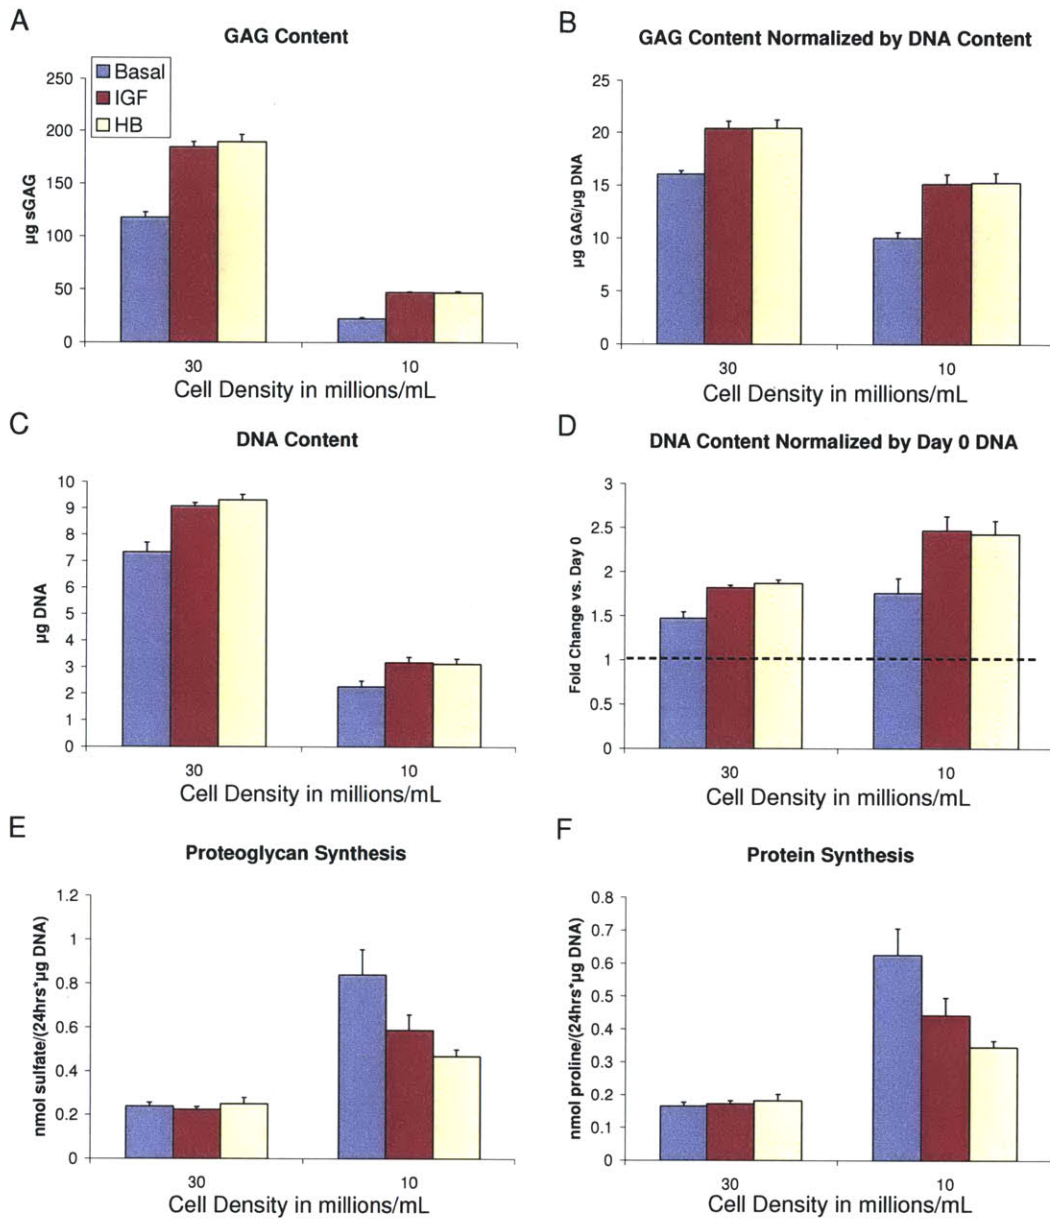 A
GAG Content
250
200
150
100
50
0
µg sGAG
Basal
IGF
HB
30
10
Cell Density in millions/mL
B
GAG Content Normalized by DNA Content
25
20
15
10
5
0
µg GAG/µg DNA
30
10
Cell Density in millions/mL
C
DNA Content
10
9
8
7
6
5
4
3
2
1
0
µg DNA
30
10
Cell Density in millions/mL
D
DNA Content Normalized by Day 0 DNA
3
2.5
2
1.5
1
0.5
0
Fold Change vs. Day 0
30
10
Cell Density in millions/mL
E
Proteoglycan Synthesis
1.2
1
0.8
0.6
0.4
0.2
0
nmol sulfate/(24hrs*µg DNA)
30
10
Cell Density in millions/mL
F
Protein Synthesis
0.8
0.7
0.6
0.5
0.4
0.3
0.2
0.1
0
nmol proline/(24hrs*µg DNA)
30
10
Cell Density in millions/mL